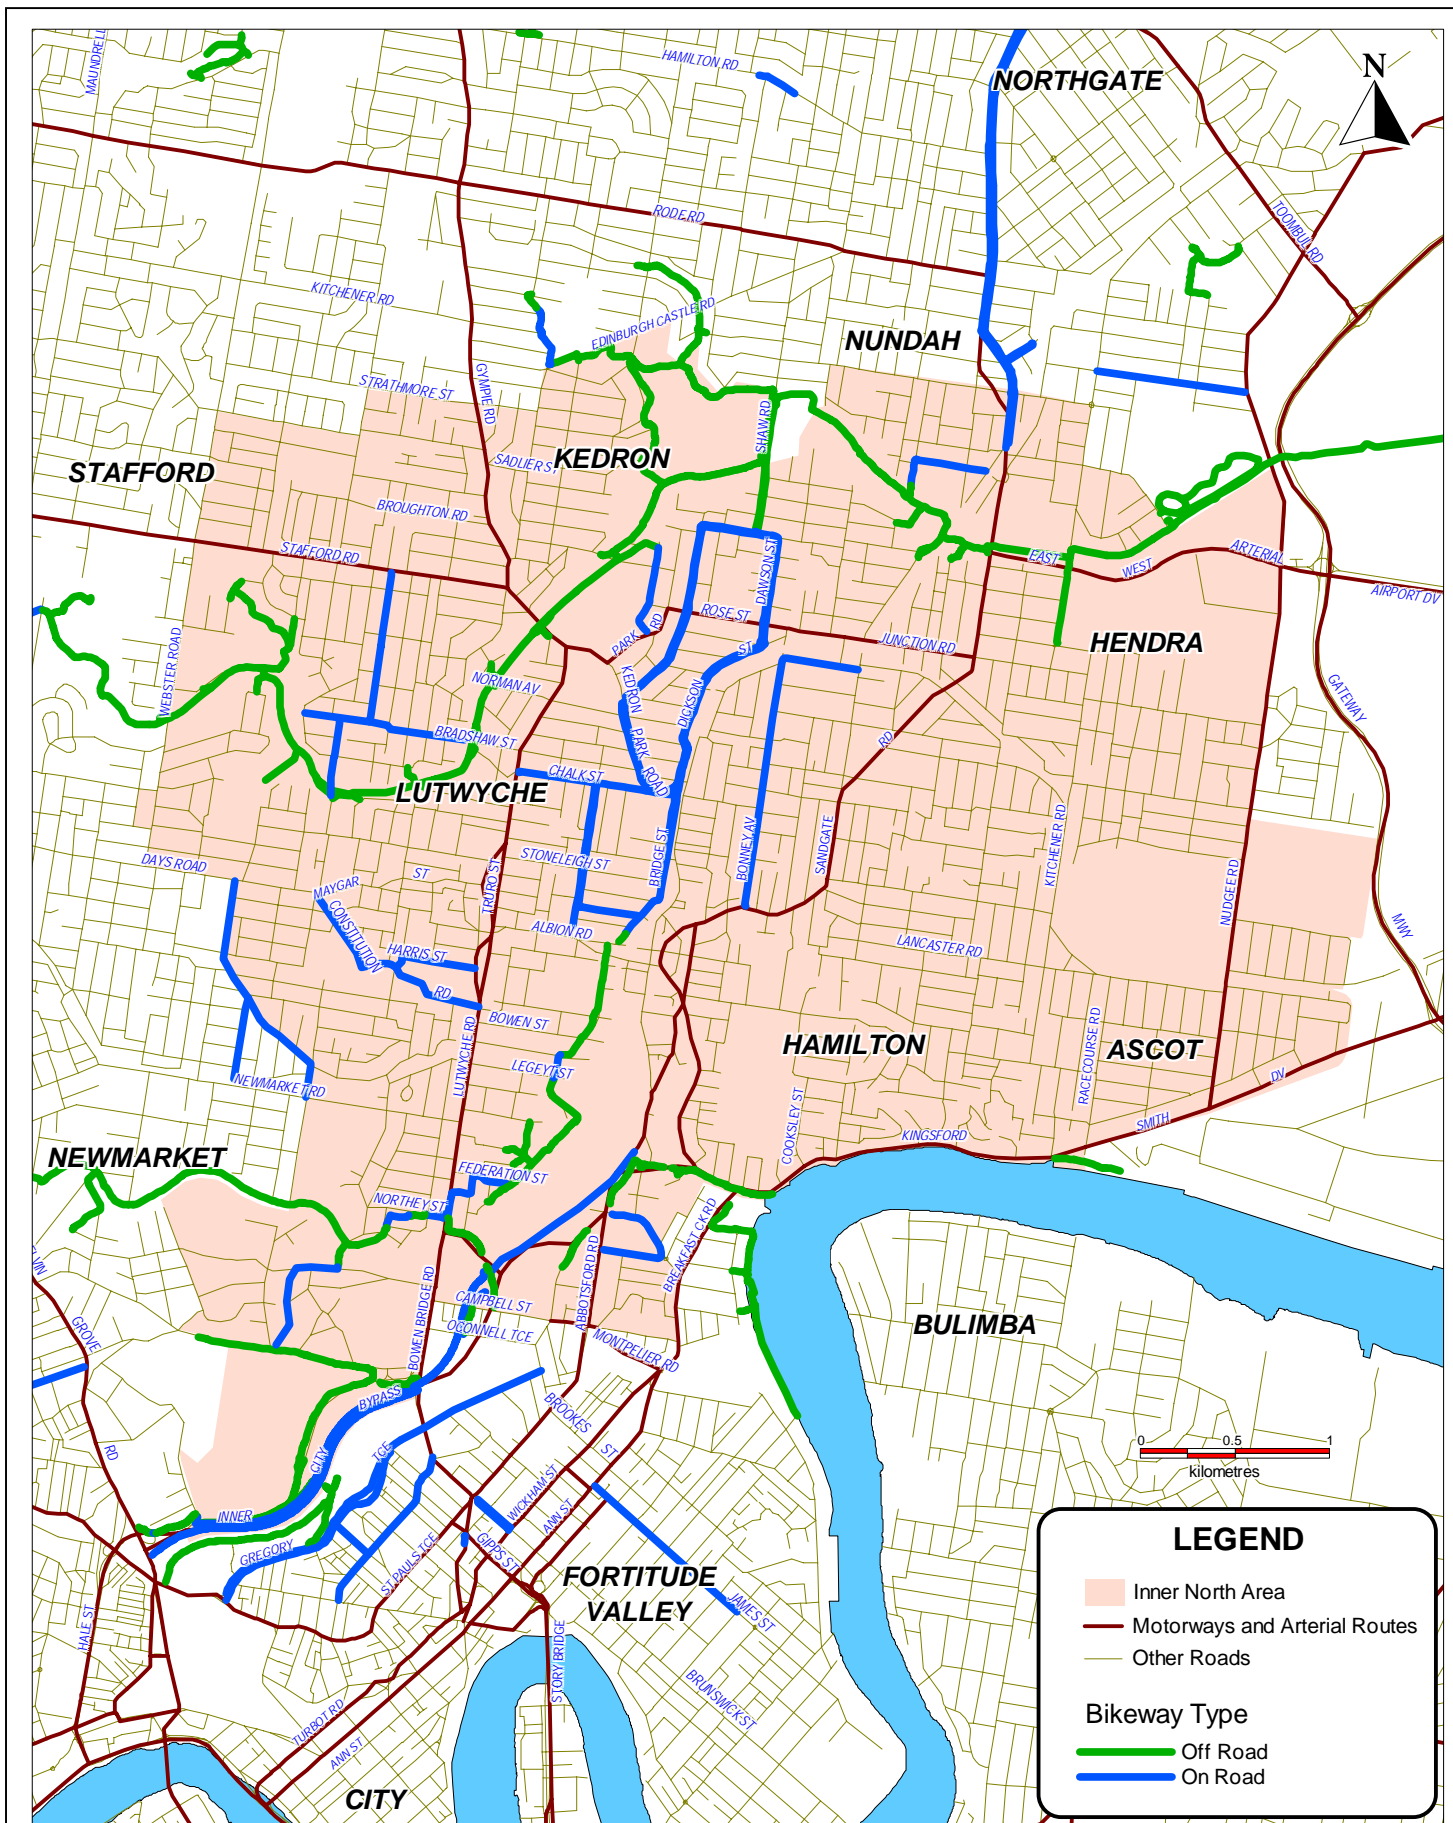 MAUNDRELL
HAMILTON RD
NORTHGATE
N
RODE RD
TOOMBUL RD
KITCHENER RD
EDINBURGH CASTLE RD
NUNDAH
GYMPIE RD
STRATHMORE ST
SHAW RD
SADLIER ST
KEDRON
STAFFORD
BROUGHTON RD
STAFFORD RD
DAWSON ST
EAST
WEST
ARTERIAL
AIRPORT DV
ROSE ST
PARK RD
ST
JUNCTION RD
HENDRA
WEBSTER ROAD
NORMAN AV
KEDRON
PARK
ROAD
DICKSON
GATEWAY
BRADSHAW ST
RD
CHALK ST
LUTWYCHE
BRIDGE ST
BONNEY AV
SANDGATE
KITCHENER RD
DAYS ROAD
STONELEIGH ST
ST
MAYGAR
TRURO ST
NUDGEE RD
CONSTITUTION
ALBION RD
MWY
HARRIS ST
LANCASTER RD
RD
BOWEN ST
LUTWYCHE RD
RACECOURSE RD
HAMILTON
ASCOT
LEGEYT ST
NEWMARKET RD
DV
COOKSLEY ST
SMITH
KINGSFORD
NEWMARKET
FEDERATION ST
NORTHEY ST
BREAKFAST CK RD
ABBOTSFORD RD
BOWEN BRIDGE RD
ELVIN
GROVE
RD
CAMPBELL ST
OCONNELL TCE
MONTPELIER RD
BULIMBA
BYPASS
BROOKES
ST
CITY
TCE
0 0.5 1
kilometres
WICKHAM ST
ANN ST
INNER
GREGORY
GIPPS ST
ST PAULS TCE
FORTITUDE
VALLEY
JAMES ST
HALE ST
STORY BRIDGE
BRUNSWICK ST
TURBOT RD
ANN ST
CITY
LEGEND
Inner North Area
Motorways and Arterial Routes
Other Roads
Bikeway Type
Off Road
On Road